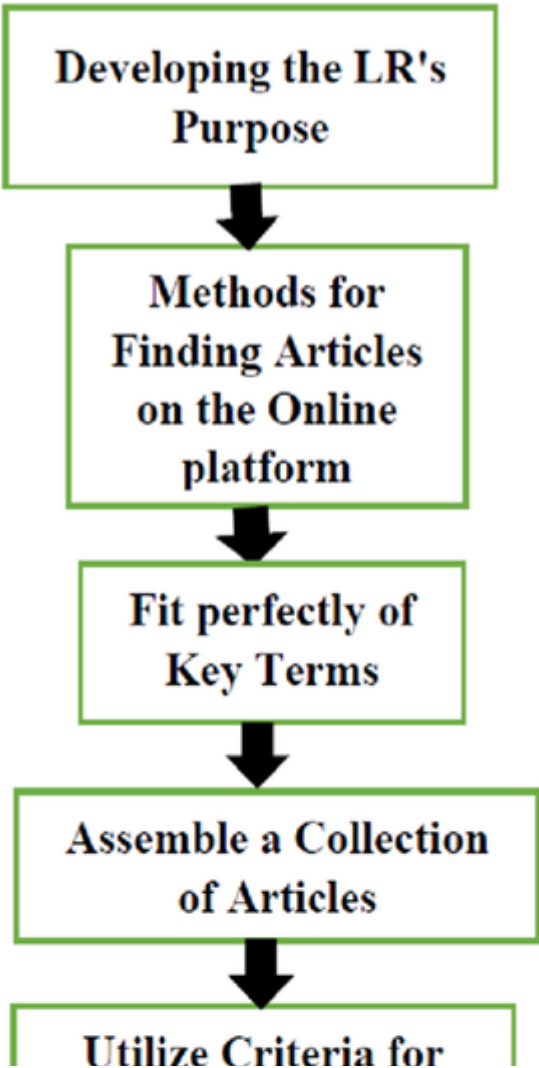 Developing the LR's
Purpose
Methods for
Finding Articles
on the Online
platform
Fit perfectly of
Key Terms
Assemble a Collection
of Articles
Utilize Criteria for